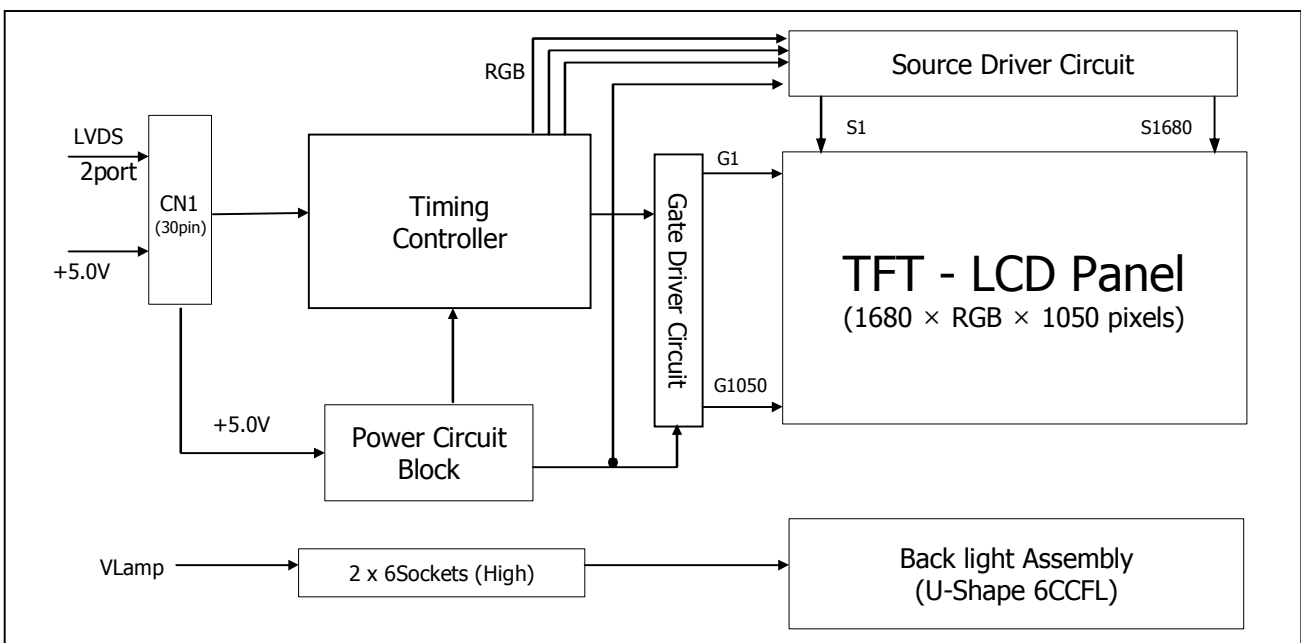 RGB
Source Driver Circuit
S1
S1680
LVDS
2port
CN1
(30pin)
+5.0V
Timing
Controller
Gate Driver Circuit
G1
G1050
TFT - LCD Panel
(1680 × RGB × 1050 pixels)
+5.0V
Power Circuit
Block
VLamp
2 x 6Sockets (High)
Back light Assembly
(U-Shape 6CCFL)